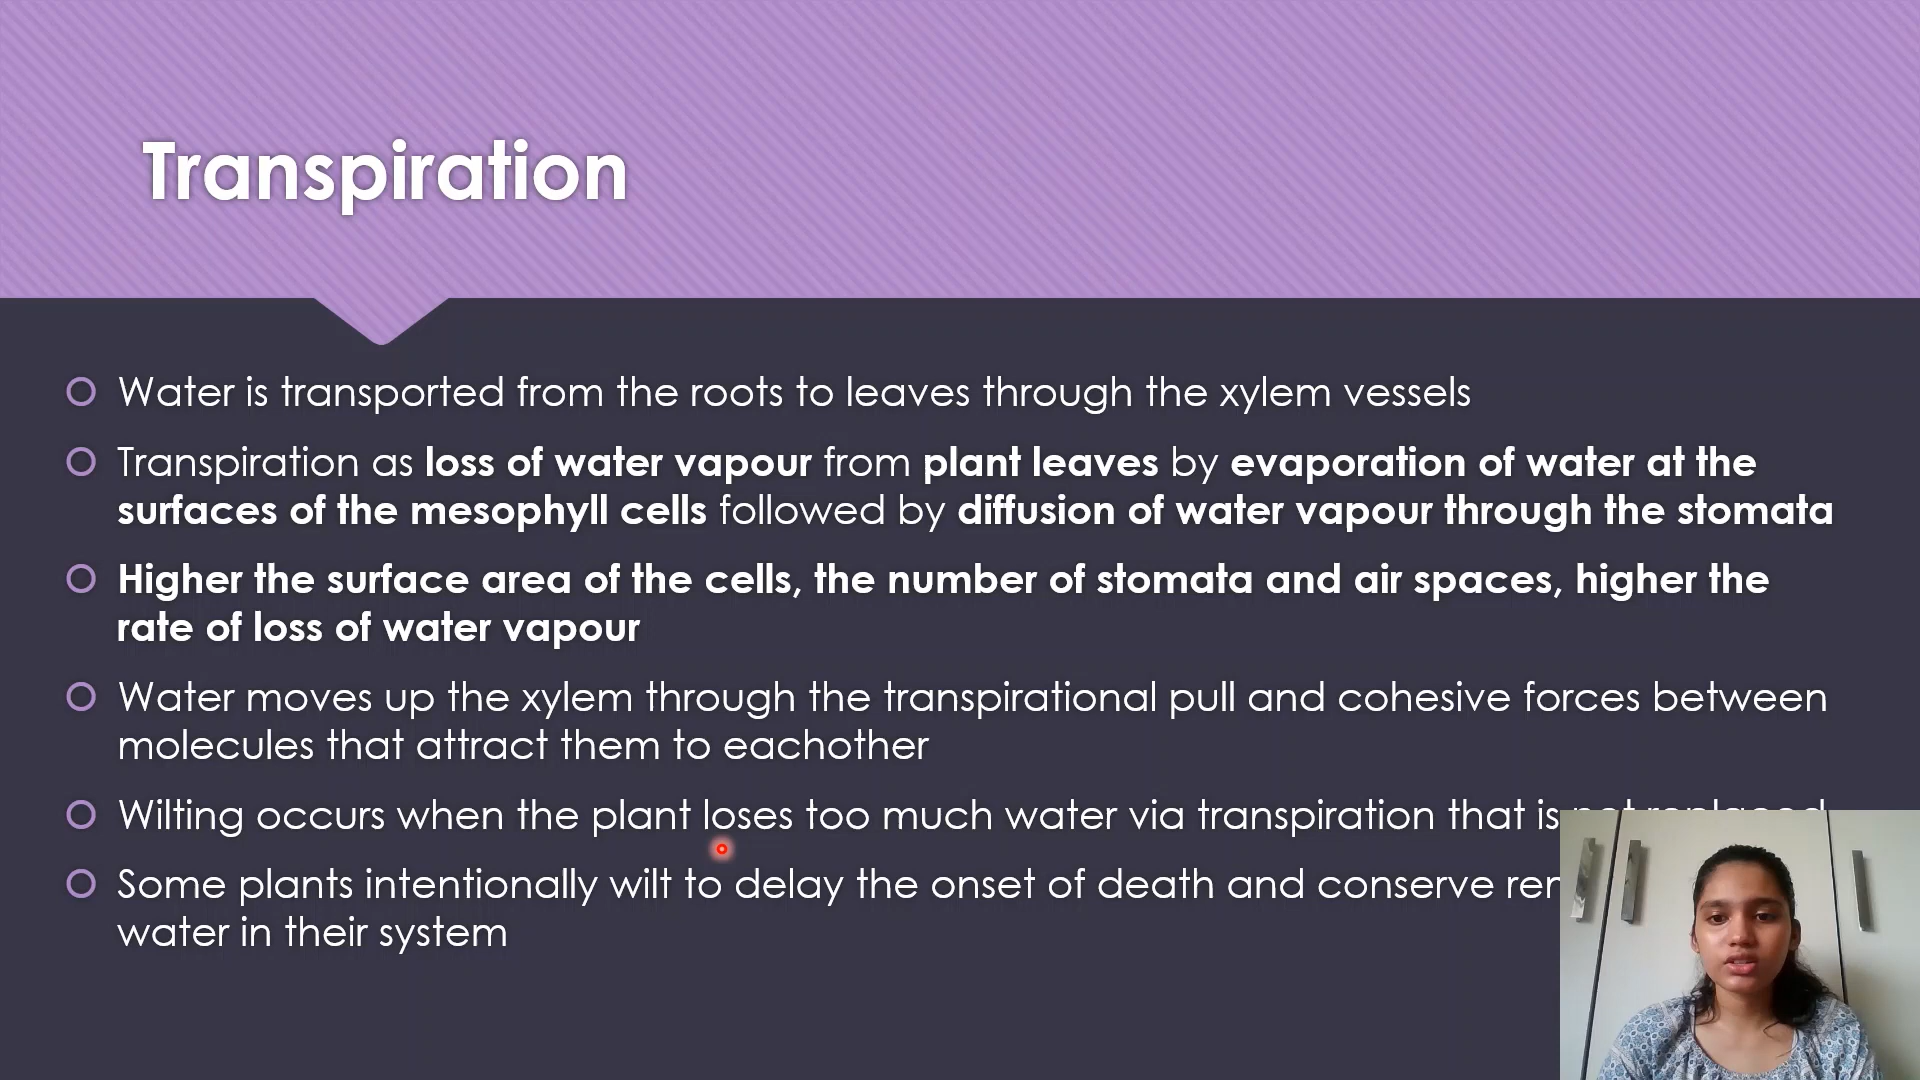 Transpiration
Water is transported from the roots to leaves through the xylem vessels
Transpiration as loss of water vapour from plant leaves by evaporation of water at the
surfaces of the mesophyll cells followed by diffusion of water vapour through the stomata
Higher the surface area of the cells, the number of stomata and air spaces, higher the
rate of loss of water vapour
Water moves up the xylem through the transpirational pull and cohesive forces between
molecules that attract them to eachother
Wilting occurs when the plant loses too much water via transpiration that is not replaced
Some plants intentionally wilt to delay the onset of death and conserve
water in their system